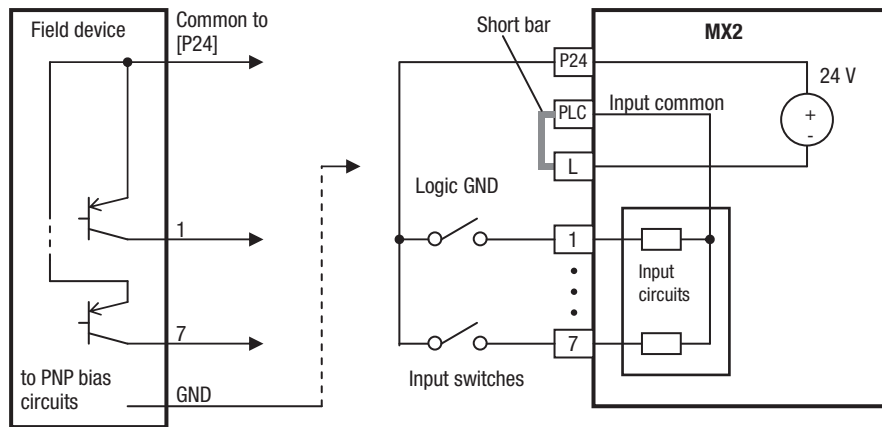 Field device
Common to
[P24]
1
7
to PNP bias
circuits
GND
Short bar
MX2
P24
24 V
PLC
Input common
+
-
L
Logic GND
1
Input
circuits
7
Input switches